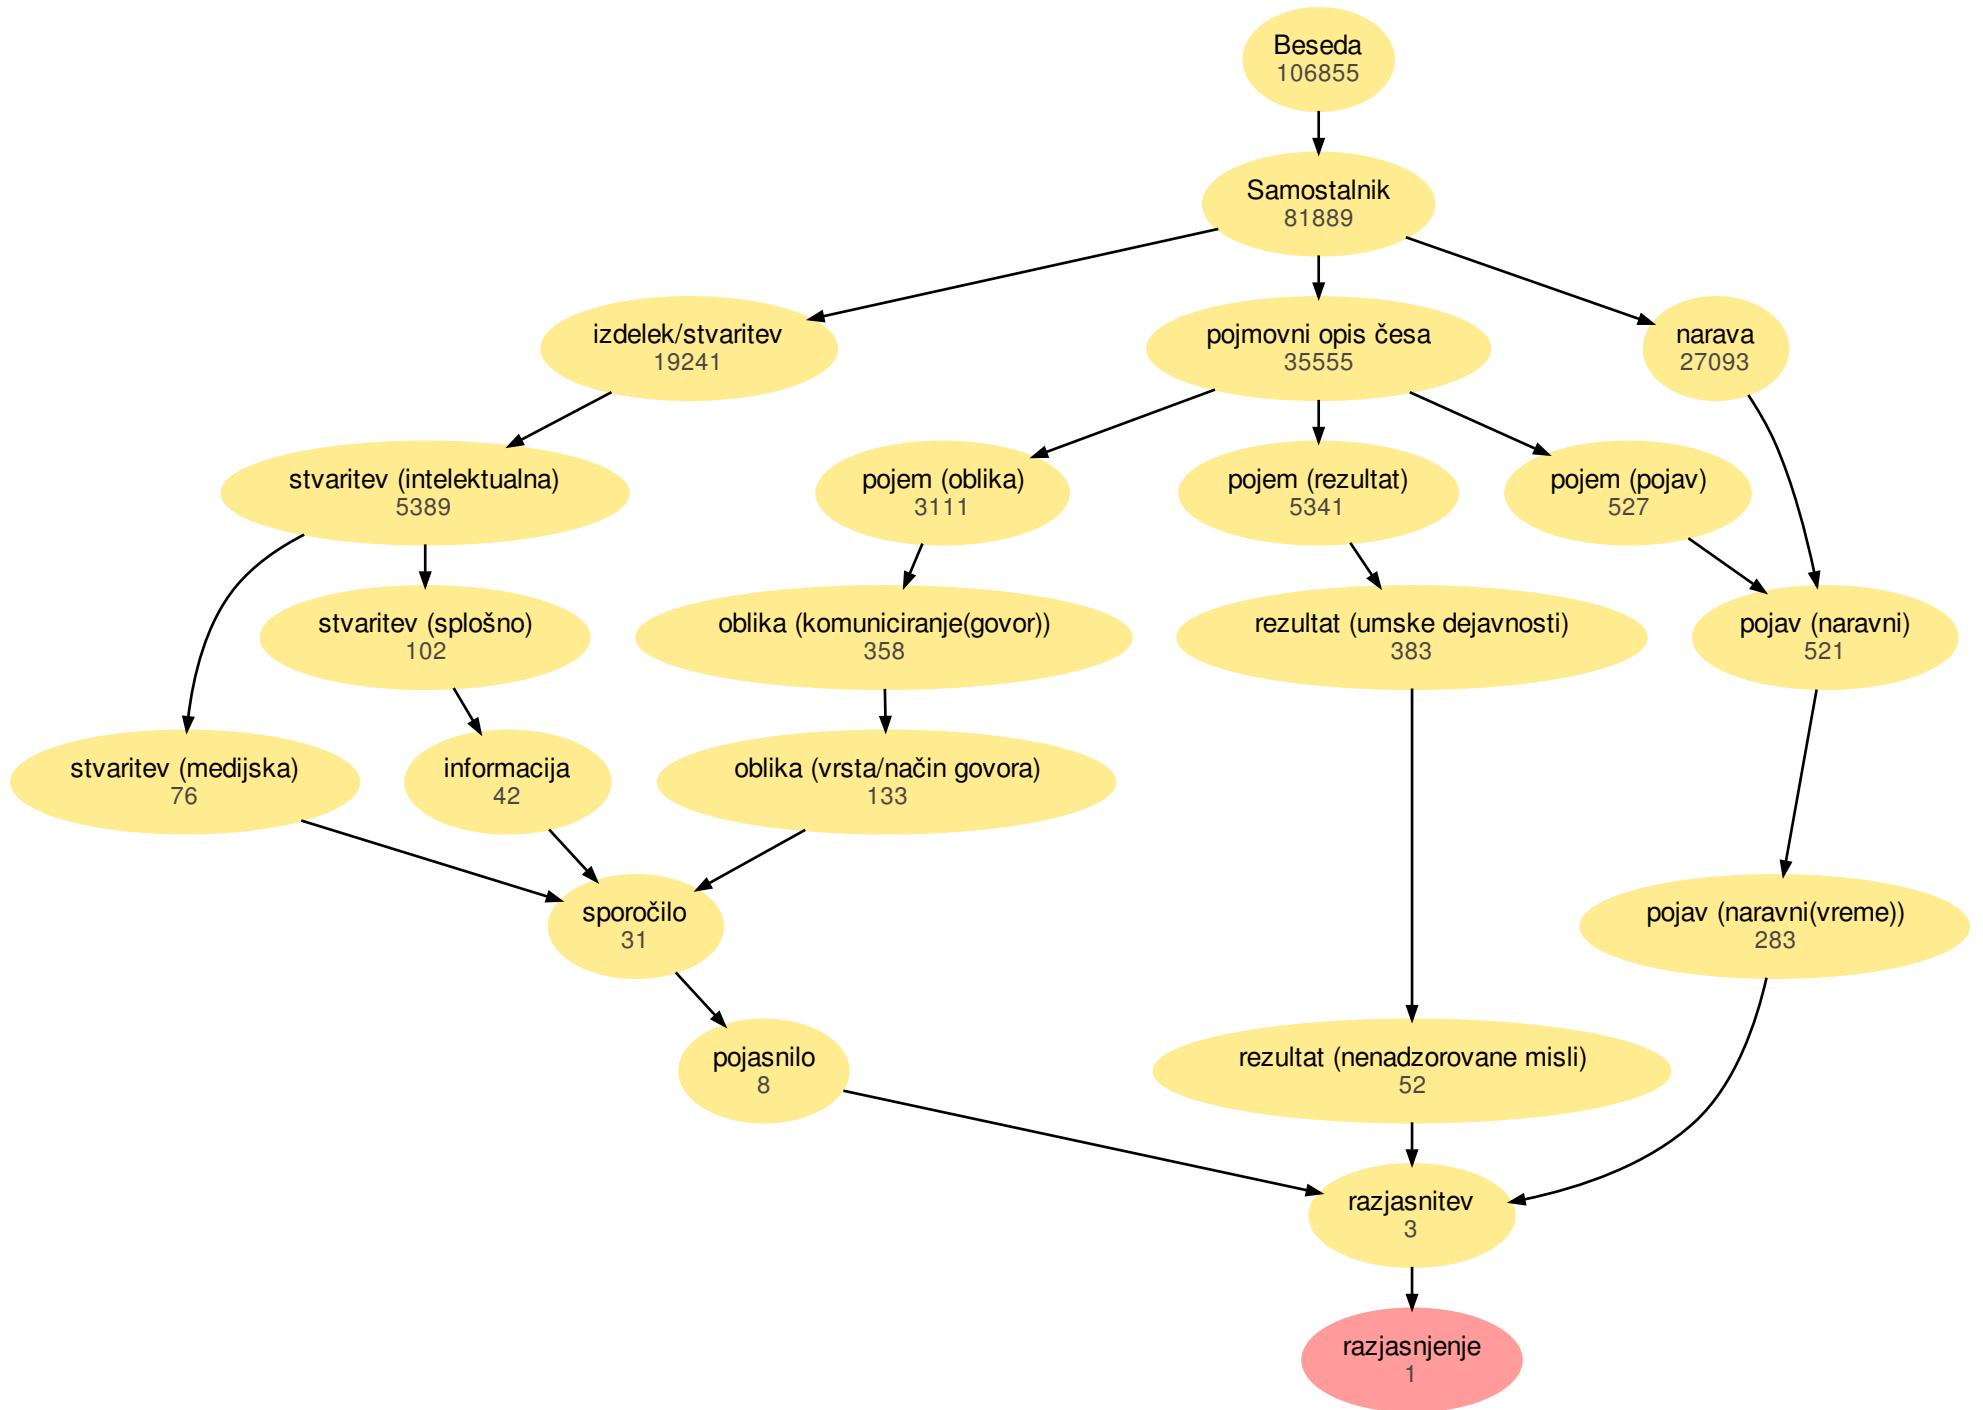 Beseda
106855
Samostalnik
81889
izdelek/stvaritev
19241
pojmovni opis česa
35555
narava
27093
stvaritev (intelektualna)
5389
pojem (oblika)
3111
pojem (rezultat)
5341
pojem (pojav)
527
stvaritev (splošno)
102
oblika (komuniciranje(govor))
358
rezultat (umske dejavnosti)
383
pojav (naravni)
521
stvaritev (medijska)
76
informacija
42
oblika (vrsta/način govora)
133
sporočilo
31
pojav (naravni(vreme))
283
pojasnilo
8
rezultat (nenadzorovane misli)
52
razjasnitev
3
razjasnjenje
1